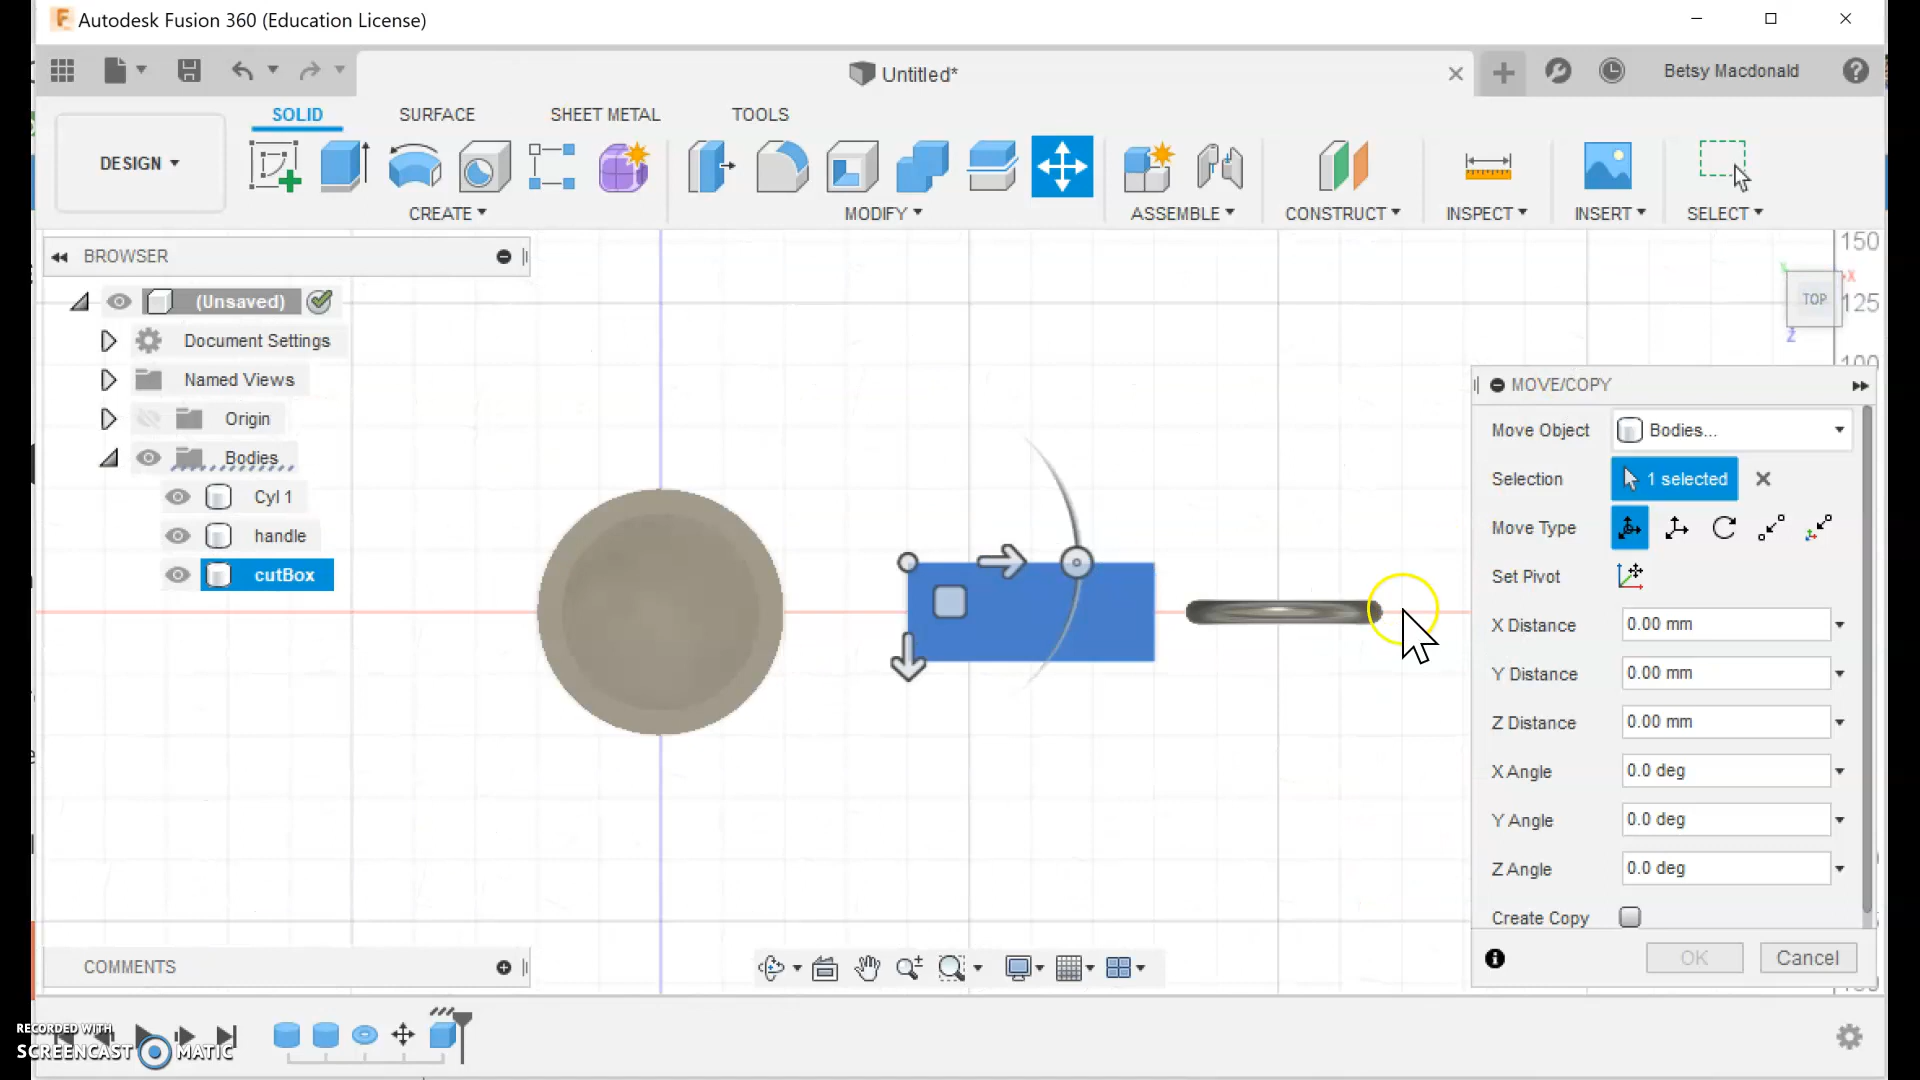 Autodesk Fusion 360 (Education License)
Untitled*
Betsy Macdonald
SOLID
SURFACE
SHEET METAL
TOOLS
DESIGN
CREATE
MODIFY
ASSEMBLE
CONSTRUCT
INSPECT
INSERT
SELECT
BROWSER
150
(Unsaved)
TOP
125
X
Z
Document Settings
Named Views
100
Origin
Bodies
Cyl 1
handle
cutBox
MOVE/COPY
Move Object
Bodies...
Selection
1 selected
Move Type
Set Pivot
X Distance
0.00 mm
Y Distance
0.00 mm
Z Distance
0.00 mm
X Angle
0.0 deg
Y Angle
0.0 deg
Z Angle
0.0 deg
Create Copy
OK
Cancel
COMMENTS
RECORDED WITH
SCREENCAST MATIC